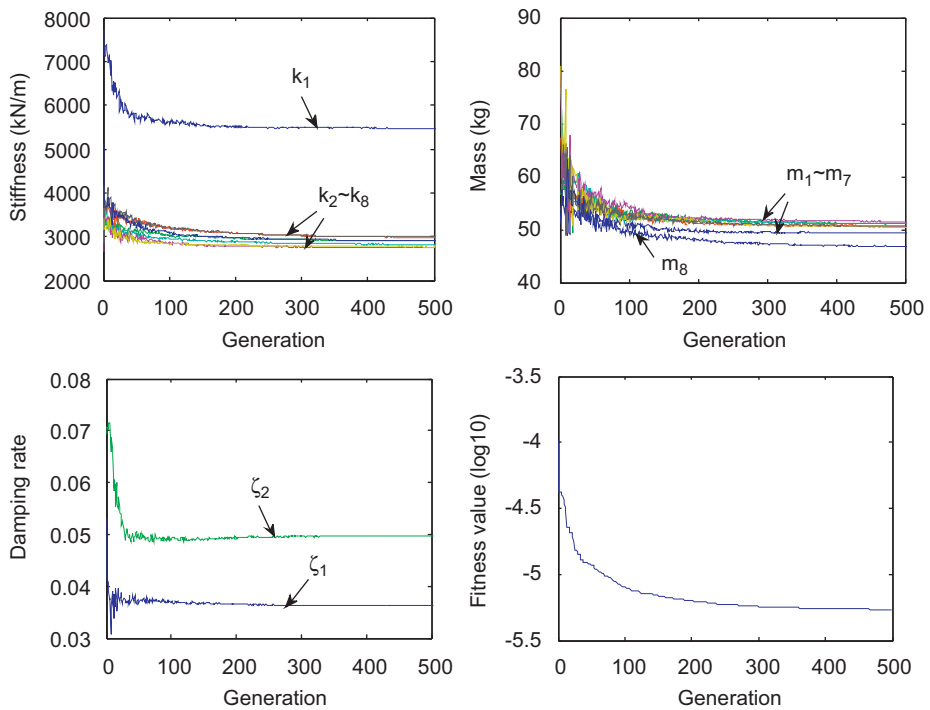 8000
7000
6000
5000
4000
3000
2000
Stiffness (kN/m)
k1
k2~k8
0 100 200 300 400 500
Generation
90
80
70
60
50
40
Mass (kg)
m1~m7
m8
0 100 200 300 400 500
Generation
0.08
0.07
0.06
0.05
0.04
0.03
Damping rate
ζ2
ζ1
0 100 200 300 400 500
Generation
-3.5
-4
-4.5
-5
-5.5
Fitness value (log10)
0 100 200 300 400 500
Generation